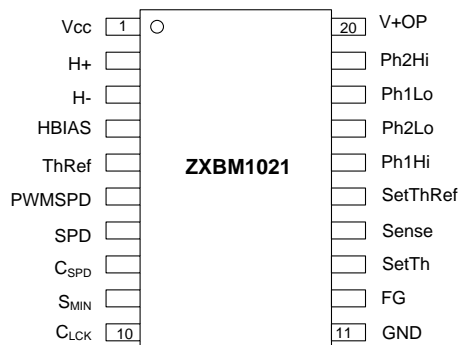 Vcc 1 20 V+OP
H+ Ph2Hi
H- Ph1Lo
HBIAS Ph2Lo
ThRef ZXBM1021 Ph1Hi
PWMSPD SetThRef
SPD Sense
CSPD SetTh
SMIN FG
CLCK 10 11 GND